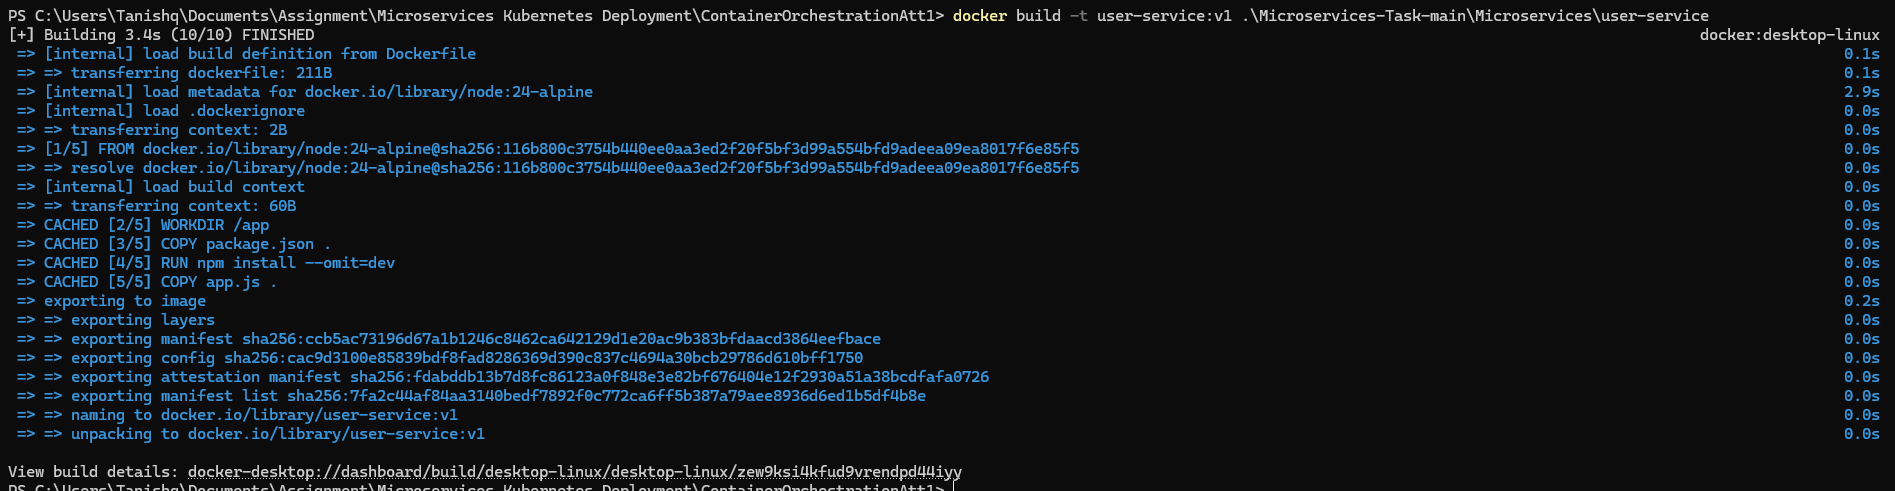 PS C:\Users\Tanishq\Documents\Assignment\Microservices Kubernetes Deployment\ContainerOrchestrationAtt1> docker build -t user-service:v1 .\Microservices-Task-main\Microservices\user-service
[+] Building 3.4s (10/10) FINISHED docker:desktop-linux
=> [internal] load build definition from Dockerfile 0.1s
=> => transferring dockerfile: 211B 0.1s
=> [internal] load metadata for docker.io/library/node:24-alpine 2.9s
=> [internal] load .dockerignore 0.0s
=> => transferring context: 2B 0.0s
=> [1/5] FROM docker.io/library/node:24-alpine@sha256:116b800c3754b440ee0aa3ed2f20f5bf3d99a554bfd9adeea09ea8017f6e85f5 0.0s
=> => resolve docker.io/library/node:24-alpine@sha256:116b800c3754b440ee0aa3ed2f20f5bf3d99a554bfd9adeea09ea8017f6e85f5 0.0s
=> [internal] load build context 0.0s
=> => transferring context: 60B 0.0s
=> CACHED [2/5] WORKDIR /app 0.0s
=> CACHED [3/5] COPY package.json . 0.0s
=> CACHED [4/5] RUN npm install --omit=dev 0.0s
=> CACHED [5/5] COPY app.js . 0.0s
=> exporting to image 0.2s
=> => exporting layers 0.0s
=> => exporting manifest sha256:ccb5ac73196d67a1b1246c8462ca642129d1e20ac9b383bfdaacd3864eefbace 0.0s
=> => exporting config sha256:cac9d3100e85839bdf8fad8286369d390c837c4694a30bcb29786d610bff1750 0.0s
=> => exporting attestation manifest sha256:fdabddb13b7d8fc86123a0f848e3e82bf676404e12f2930a51a38bcdfafa0726 0.0s
=> => exporting manifest list sha256:7fa2c44af84aa3140bedf7892f0c772ca6ff5b387a79aee8936d6ed1b5df4b8e 0.0s
=> => naming to docker.io/library/user-service:v1 0.0s
=> => unpacking to docker.io/library/user-service:v1 0.0s
View build details: docker-desktop://dashboard/build/desktop-linux/desktop-linux/zew9ksi4kfud9vrendpd44iyy
PS C:\Users\Tanishq\Documents\Assignment\Microservices Kubernetes Deployment\ContainerOrchestrationAtt1>